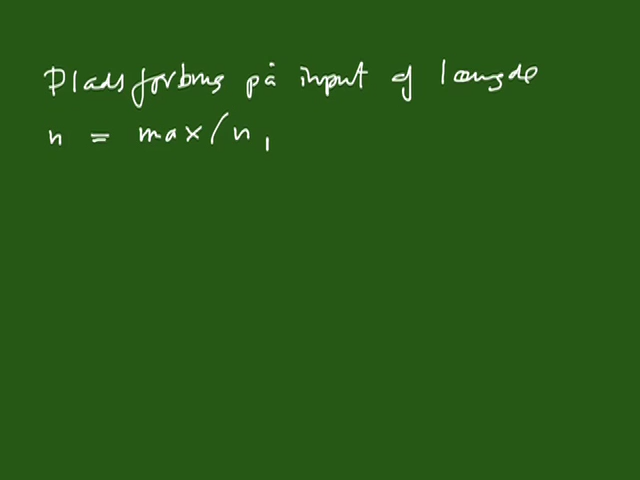 Pladsforbrug på input af længde
n = max(n,